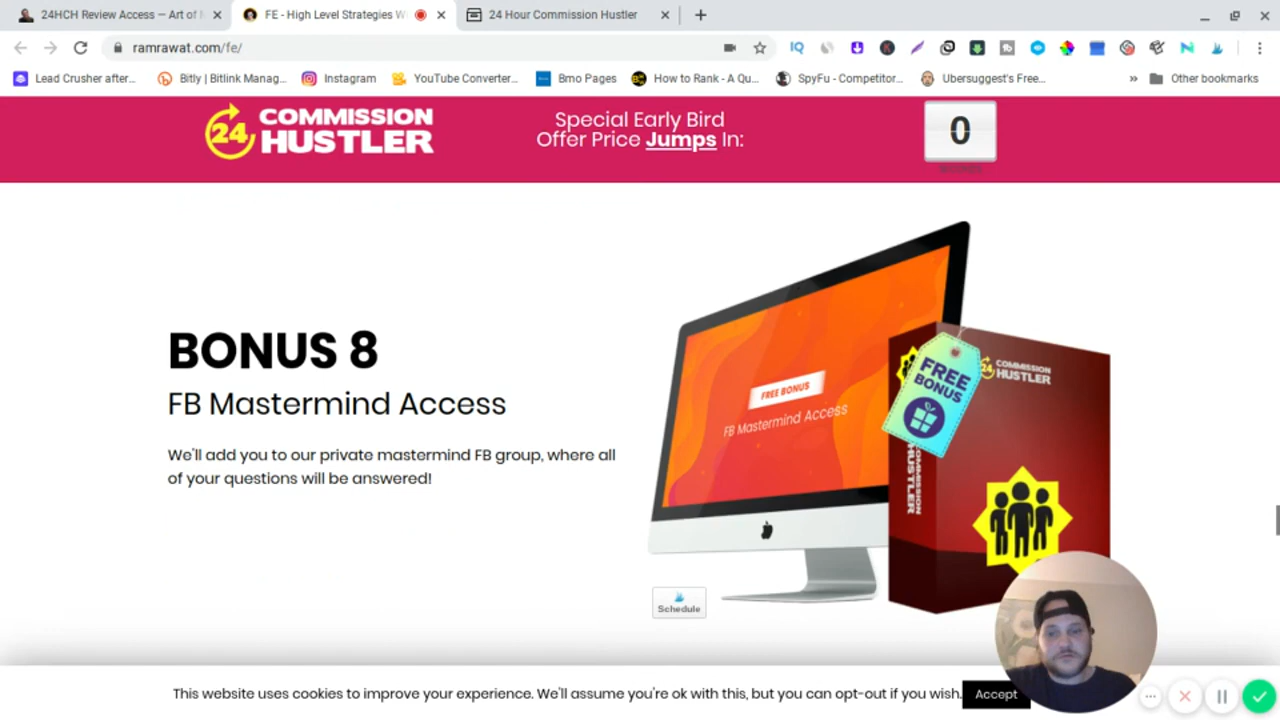 24HCH Review Access — Art of M
FE - High Level Strategies W
24 Hour Commission Hustler
ramrawat.com/fe/
IQ
Lead Crusher after...
Bitly | Bitlink Manag...
Instagram
YouTube Converter...
Bmo Pages
How to Rank - A Qu...
SpyFu - Competitor...
Ubersuggest's Free...
Other bookmarks
24 COMMISSION
HUSTLER
Special Early Bird
Offer Price Jumps In:
0
BONUS 8
FB Mastermind Access
We'll add you to our private mastermind FB group, where all
of your questions will be answered!
FREE BONUS
FB Mastermind Access
FREE
BONUS
24 COMMISSION
HUSTLER
COMMISSION
HUSTLER
Schedule
This website uses cookies to improve your experience. We'll assume you're ok with this, but you can opt-out if you wish.
Accept